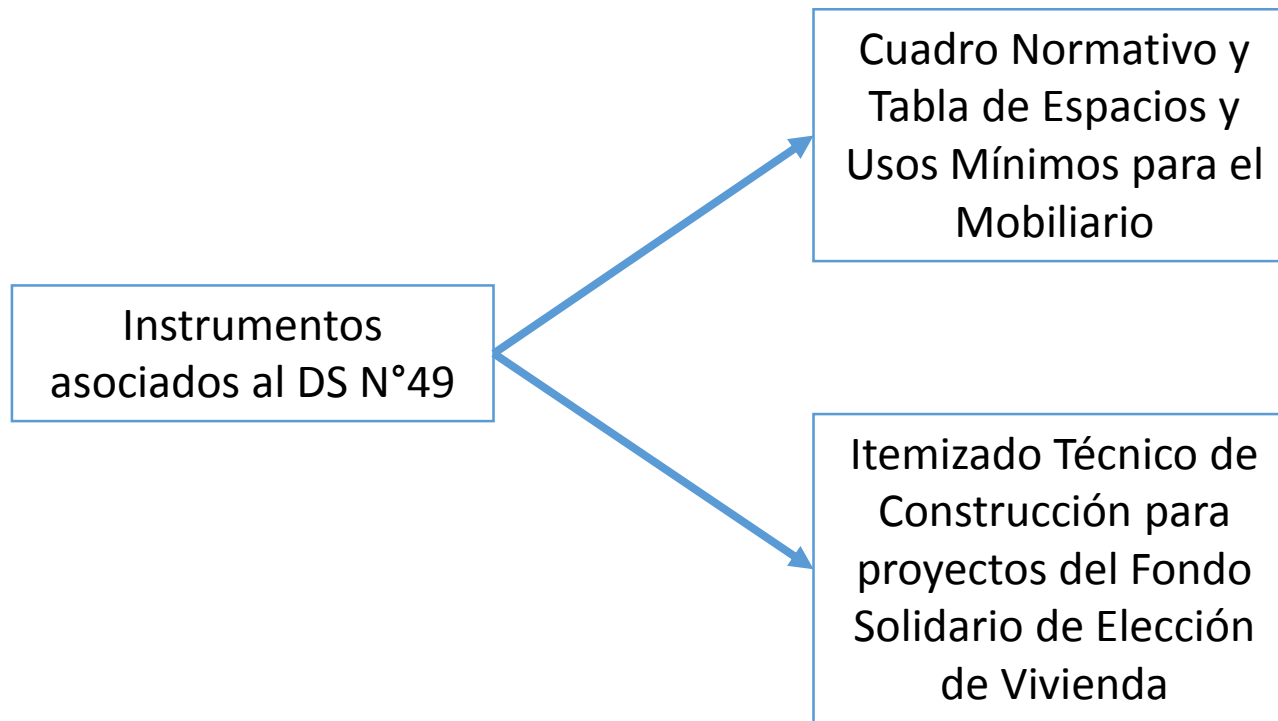 Cuadro Normativo y
Tabla de Espacios y
Usos Mínimos para el
Mobiliario
Instrumentos
asociados al DS N°49
Itemizado Técnico de
Construcción para
proyectos del Fondo
Solidario de Elección
de Vivienda